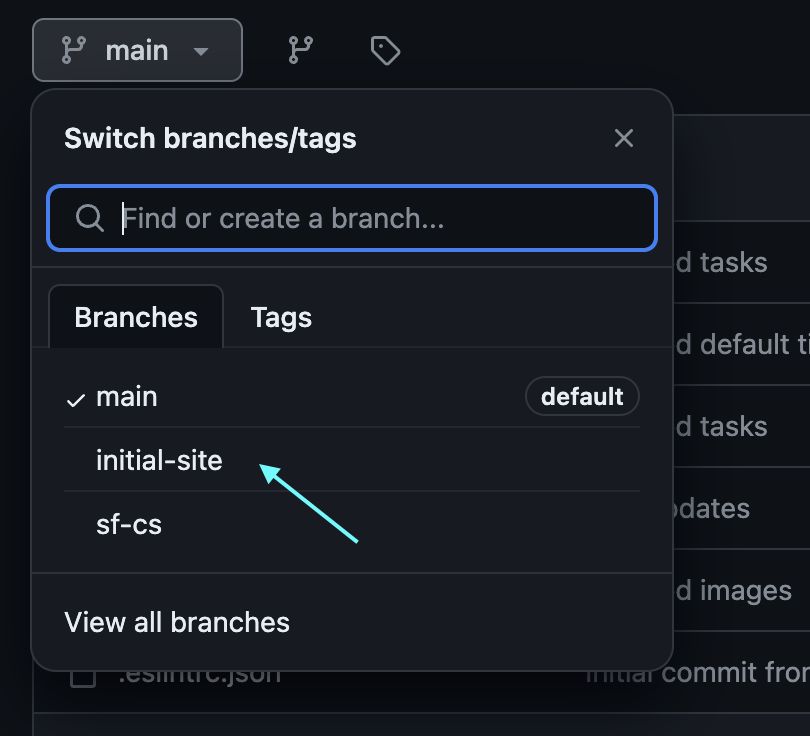 main
Switch branches/tags
Find or create a branch...
Branches
Tags
main
default
initial-site
sf-cs
View all branches
d tasks
d default ti
d tasks
dates
d images
.eslintrc.json
Initial commit from